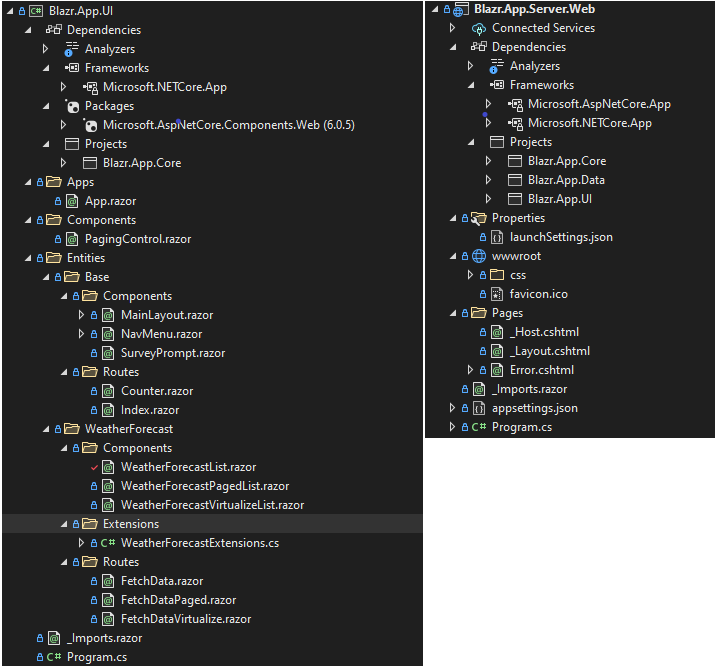 Blazr.App.UI
Dependencies
Analyzers
Frameworks
Microsoft.NETCore.App
Packages
Microsoft.AspNetCore.Components.Web (6.0.5)
Projects
Blazr.App.Core
Apps
App.razor
Components
PagingControl.razor
Entities
Base
Components
MainLayout.razor
NavMenu.razor
SurveyPrompt.razor
Routes
Counter.razor
Index.razor
WeatherForecast
Components
WeatherForecastList.razor
WeatherForecastPagedList.razor
WeatherForecastVirtualizeList.razor
Extensions
C# WeatherForecastExtensions.cs
Routes
FetchData.razor
FetchDataPaged.razor
FetchDataVirtualize.razor
_Imports.razor
C# Program.cs
Blazr.App.Server.Web
Connected Services
Dependencies
Analyzers
Frameworks
Microsoft.AspNetCore.App
Microsoft.NETCore.App
Projects
Blazr.App.Core
Blazr.App.Data
Blazr.App.UI
Properties
launchSettings.json
wwwroot
css
favicon.ico
Pages
_Host.cshtml
_Layout.cshtml
Error.cshtml
_Imports.razor
appsettings.json
C# Program.cs